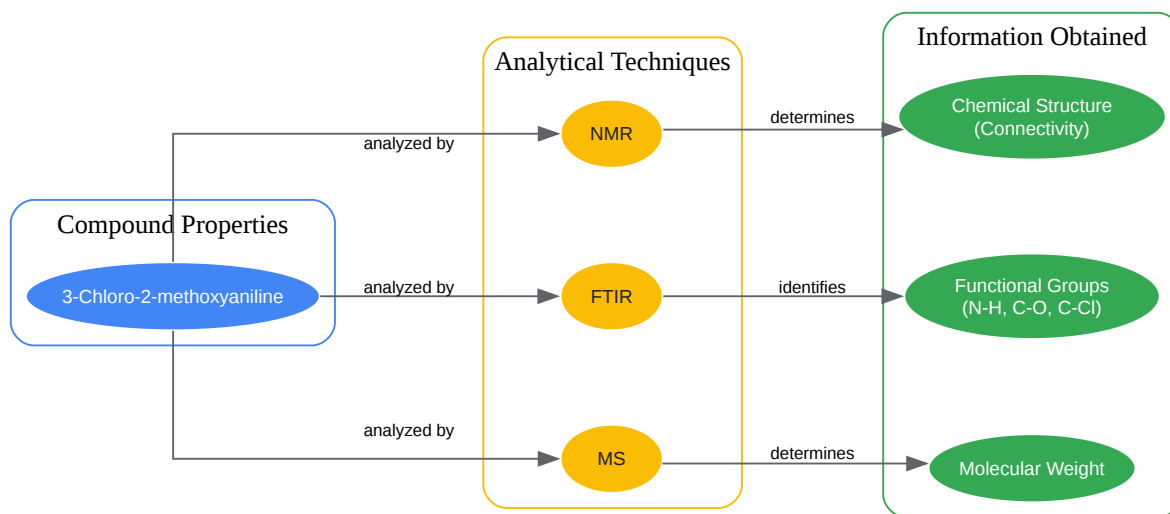 Information Obtained
Analytical Techniques
Chemical Structure
(Connectivity)
determines
NMR
analyzed by
Compound Properties
3-Chloro-2-methoxyaniline
analyzed by
FTIR
identifies
Functional Groups
(N-H, C-O, C-Cl)
analyzed by
MS
determines
Molecular Weight